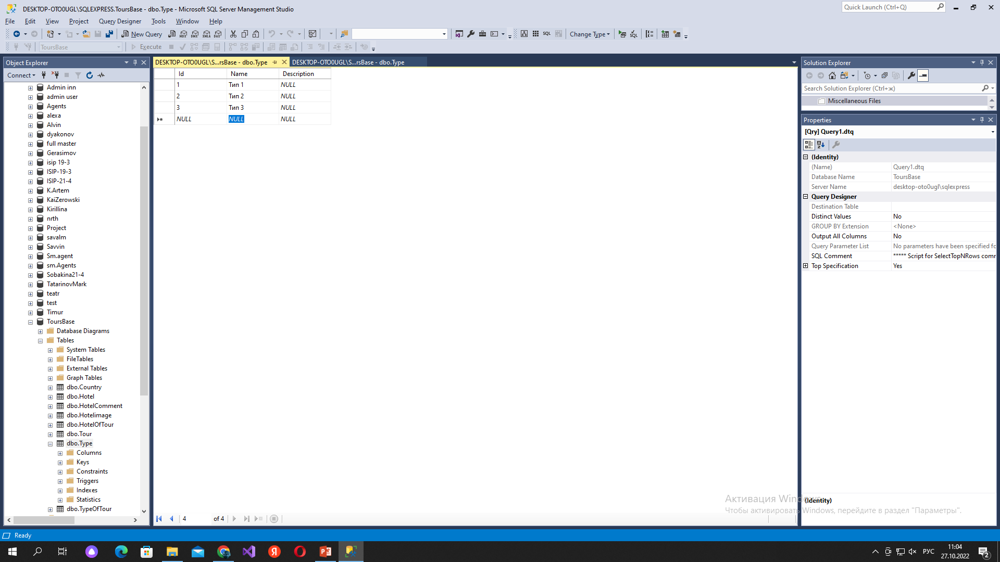 DESKTOP-OTO0UGL\SQLEXPRESS.ToursBase - dbo.Type - Microsoft SQL Server Management Studio
Quick Launch (Ctrl+Q)
File Edit View Project Query Designer Tools Window Help
New Query MDX DMX XMLA DAX SQL Change Type SQL
ToursBase Execute
Object Explorer
Connect
Admin inn
admin user
Agents
alexa
Alvin
dyakonov
full master
Gerasimov
isip 19-3
ISIP-19-3
ISIP-21-4
K.Artem
KaiZerowski
Kirillina
nrth
Project
savalm
Savvin
Sm.agent
sm.Agents
Sobakina21-4
TatarinovMark
teatr
test
Timur
ToursBase
Database Diagrams
Tables
System Tables
FileTables
External Tables
Graph Tables
dbo.Country
dbo.Hotel
dbo.HotelComment
dbo.HotelImage
dbo.HotelOfTour
dbo.Tour
dbo.Type
Columns
Keys
Constraints
Triggers
Indexes
Statistics
dbo.TypeOfTour
DESKTOP-OTO0UGL\S...rsBase - dbo.Type
DESKTOP-OTO0UGL\S...rsBase - dbo.Type
Id Name Description
1 Тип 1 NULL
2 Тип 2 NULL
3 Тип 3 NULL
NULL NULL NULL
4 of 4
Solution Explorer
Search Solution Explorer (Ctrl+ж)
Miscellaneous Files
Properties
[Qry] Query1.dtq
(Identity)
(Name) Query1.dtq
Database Name ToursBase
Server Name desktop-oto0ugl\sqlexpress
Query Designer
Destination Table
Distinct Values No
GROUP BY Extension <None>
Output All Columns No
Query Parameter List No parameters have been specified fo
SQL Comment ***** Script for SelectTopNRows comm
Top Specification Yes
(Identity)
Активация Windows
Чтобы активировать Windows, перейдите в раздел "Параметры".
Ready
РУС
11:04
27.10.2022
2